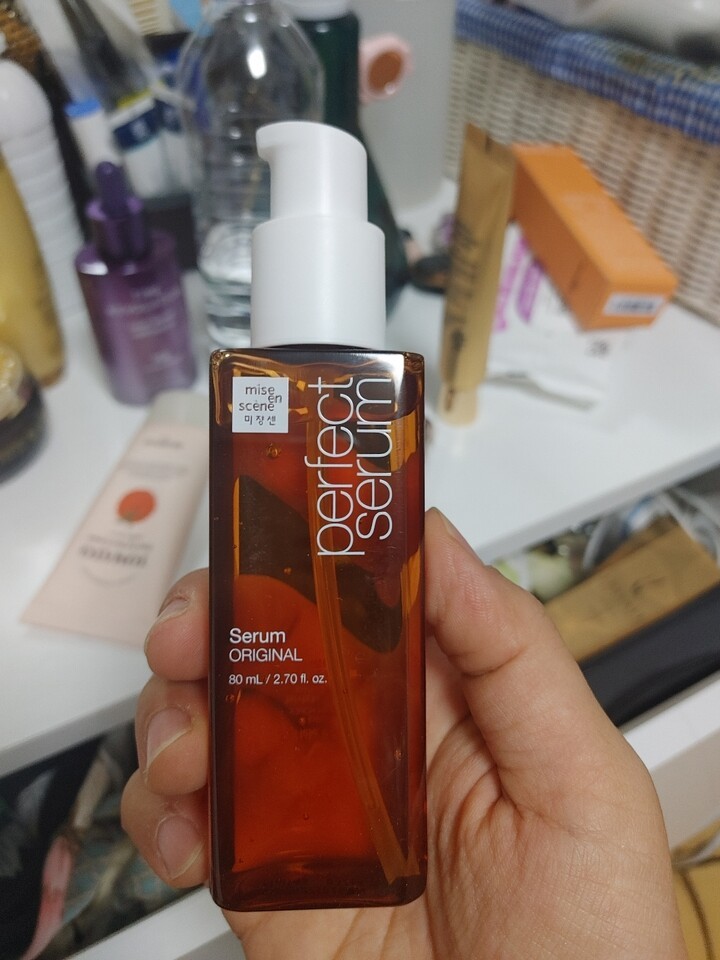 mise
en
scène
미장센
perfect
serum
Serum
ORIGINAL
80 mL / 2.70 fl. oz.